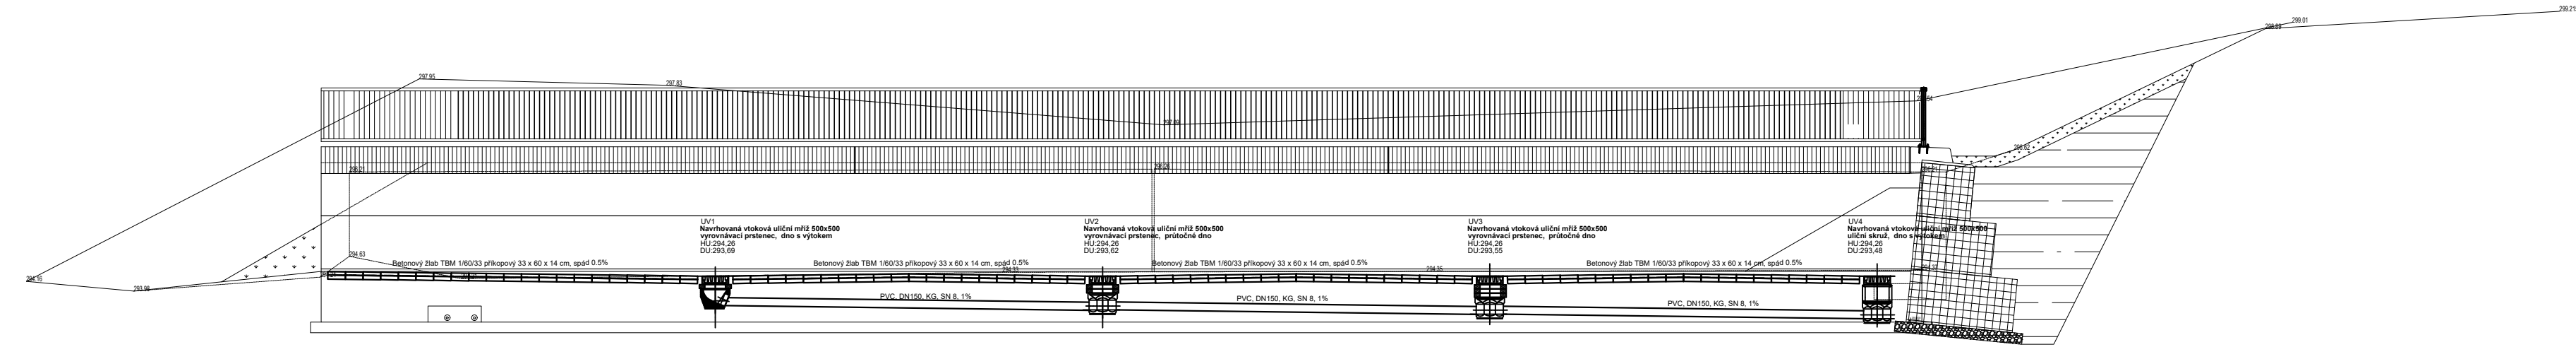 299.21
299.01
297.95
297.83
294.63
294.16
293.98
UV1
Navrhovaná vtoková uliční mříž 500x500
vyrovnávací prstenec, dno s výtokem
HU:294,26
DU:293,69
UV2
Navrhovaná vtoková uliční mříž 500x500
vyrovnávací prstenec, průtočné dno
HU:294,26
DU:293,62
UV3
Navrhovaná vtoková uliční mříž 500x500
vyrovnávací prstenec, průtočné dno
HU:294,26
DU:293,55
UV4
Navrhovaná vtoková uliční mříž 500x500
uliční skruž, dno s výtokem
HU:294,26
DU:293,48
Betonový žlab TBM 1/60/33 příkopový 33 x 60 x 14 cm, spád 0.5%
Betonový žlab TBM 1/60/33 příkopový 33 x 60 x 14 cm, spád 0.5%
Betonový žlab TBM 1/60/33 příkopový 33 x 60 x 14 cm, spád 0.5%
Betonový žlab TBM 1/60/33 příkopový 33 x 60 x 14 cm, spád 0.5%
294.33
294.35
PVC, DN150, KG, SN 8, 1%
PVC, DN150, KG, SN 8, 1%
PVC, DN150, KG, SN 8, 1%